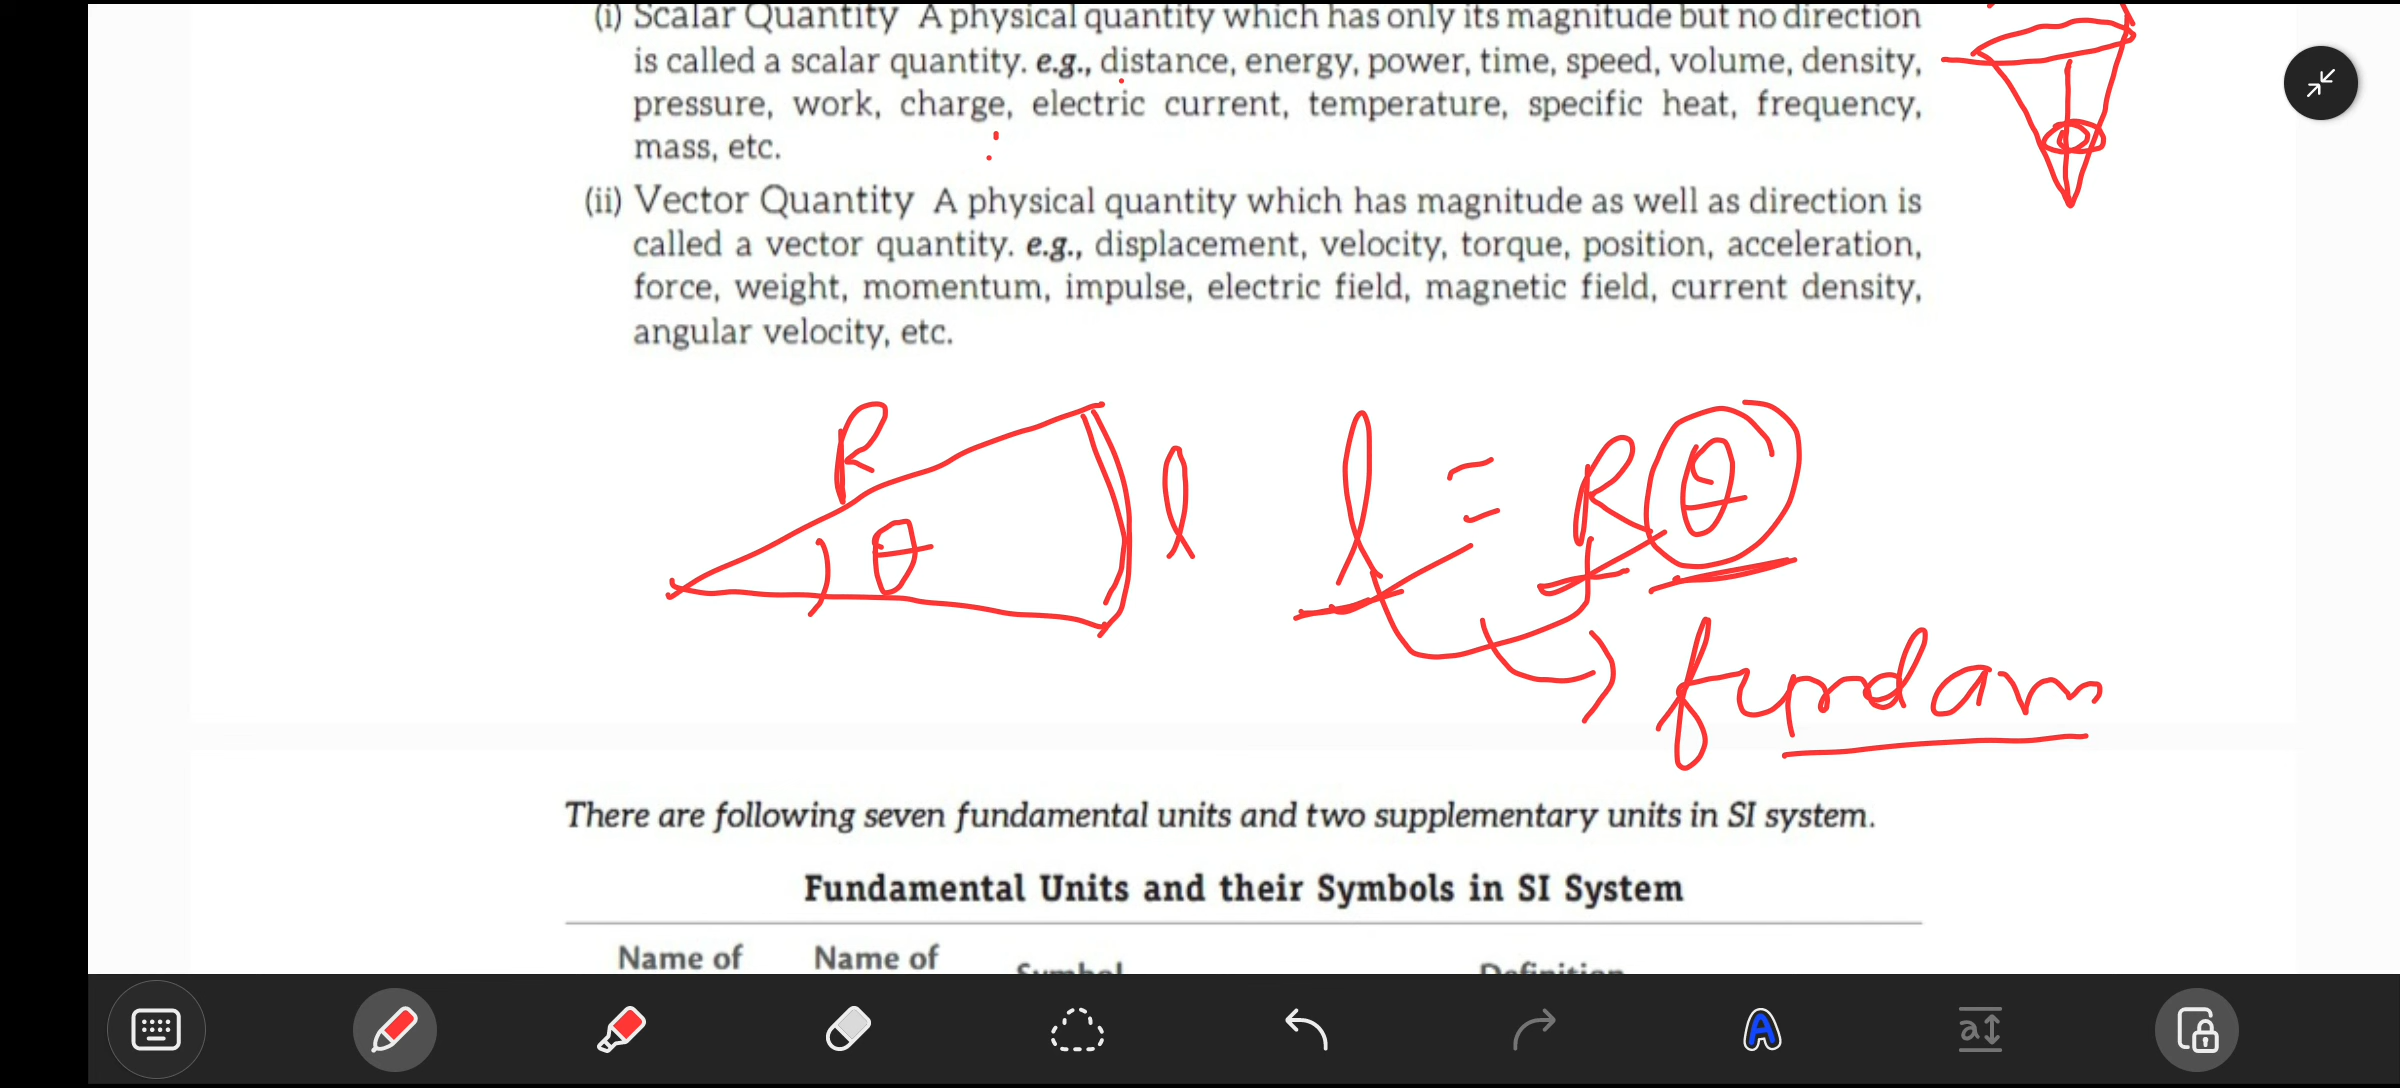 (i) Scalar Quantity A physical quantity which has only its magnitude but no direction
is called a scalar quantity. e.g., distance, energy, power, time, speed, volume, density,
pressure, work, charge, electric current, temperature, specific heat, frequency,
mass, etc.
(ii) Vector Quantity A physical quantity which has magnitude as well as direction is
called a vector quantity. e.g., displacement, velocity, torque, position, acceleration,
force, weight, momentum, impulse, electric field, magnetic field, current density,
angular velocity, etc.
R
θ
l
l = Rθ
fundam
There are following seven fundamental units and two supplementary units in SI system.
Fundamental Units and their Symbols in SI System
Name of Name of Symbol Definition
A
a